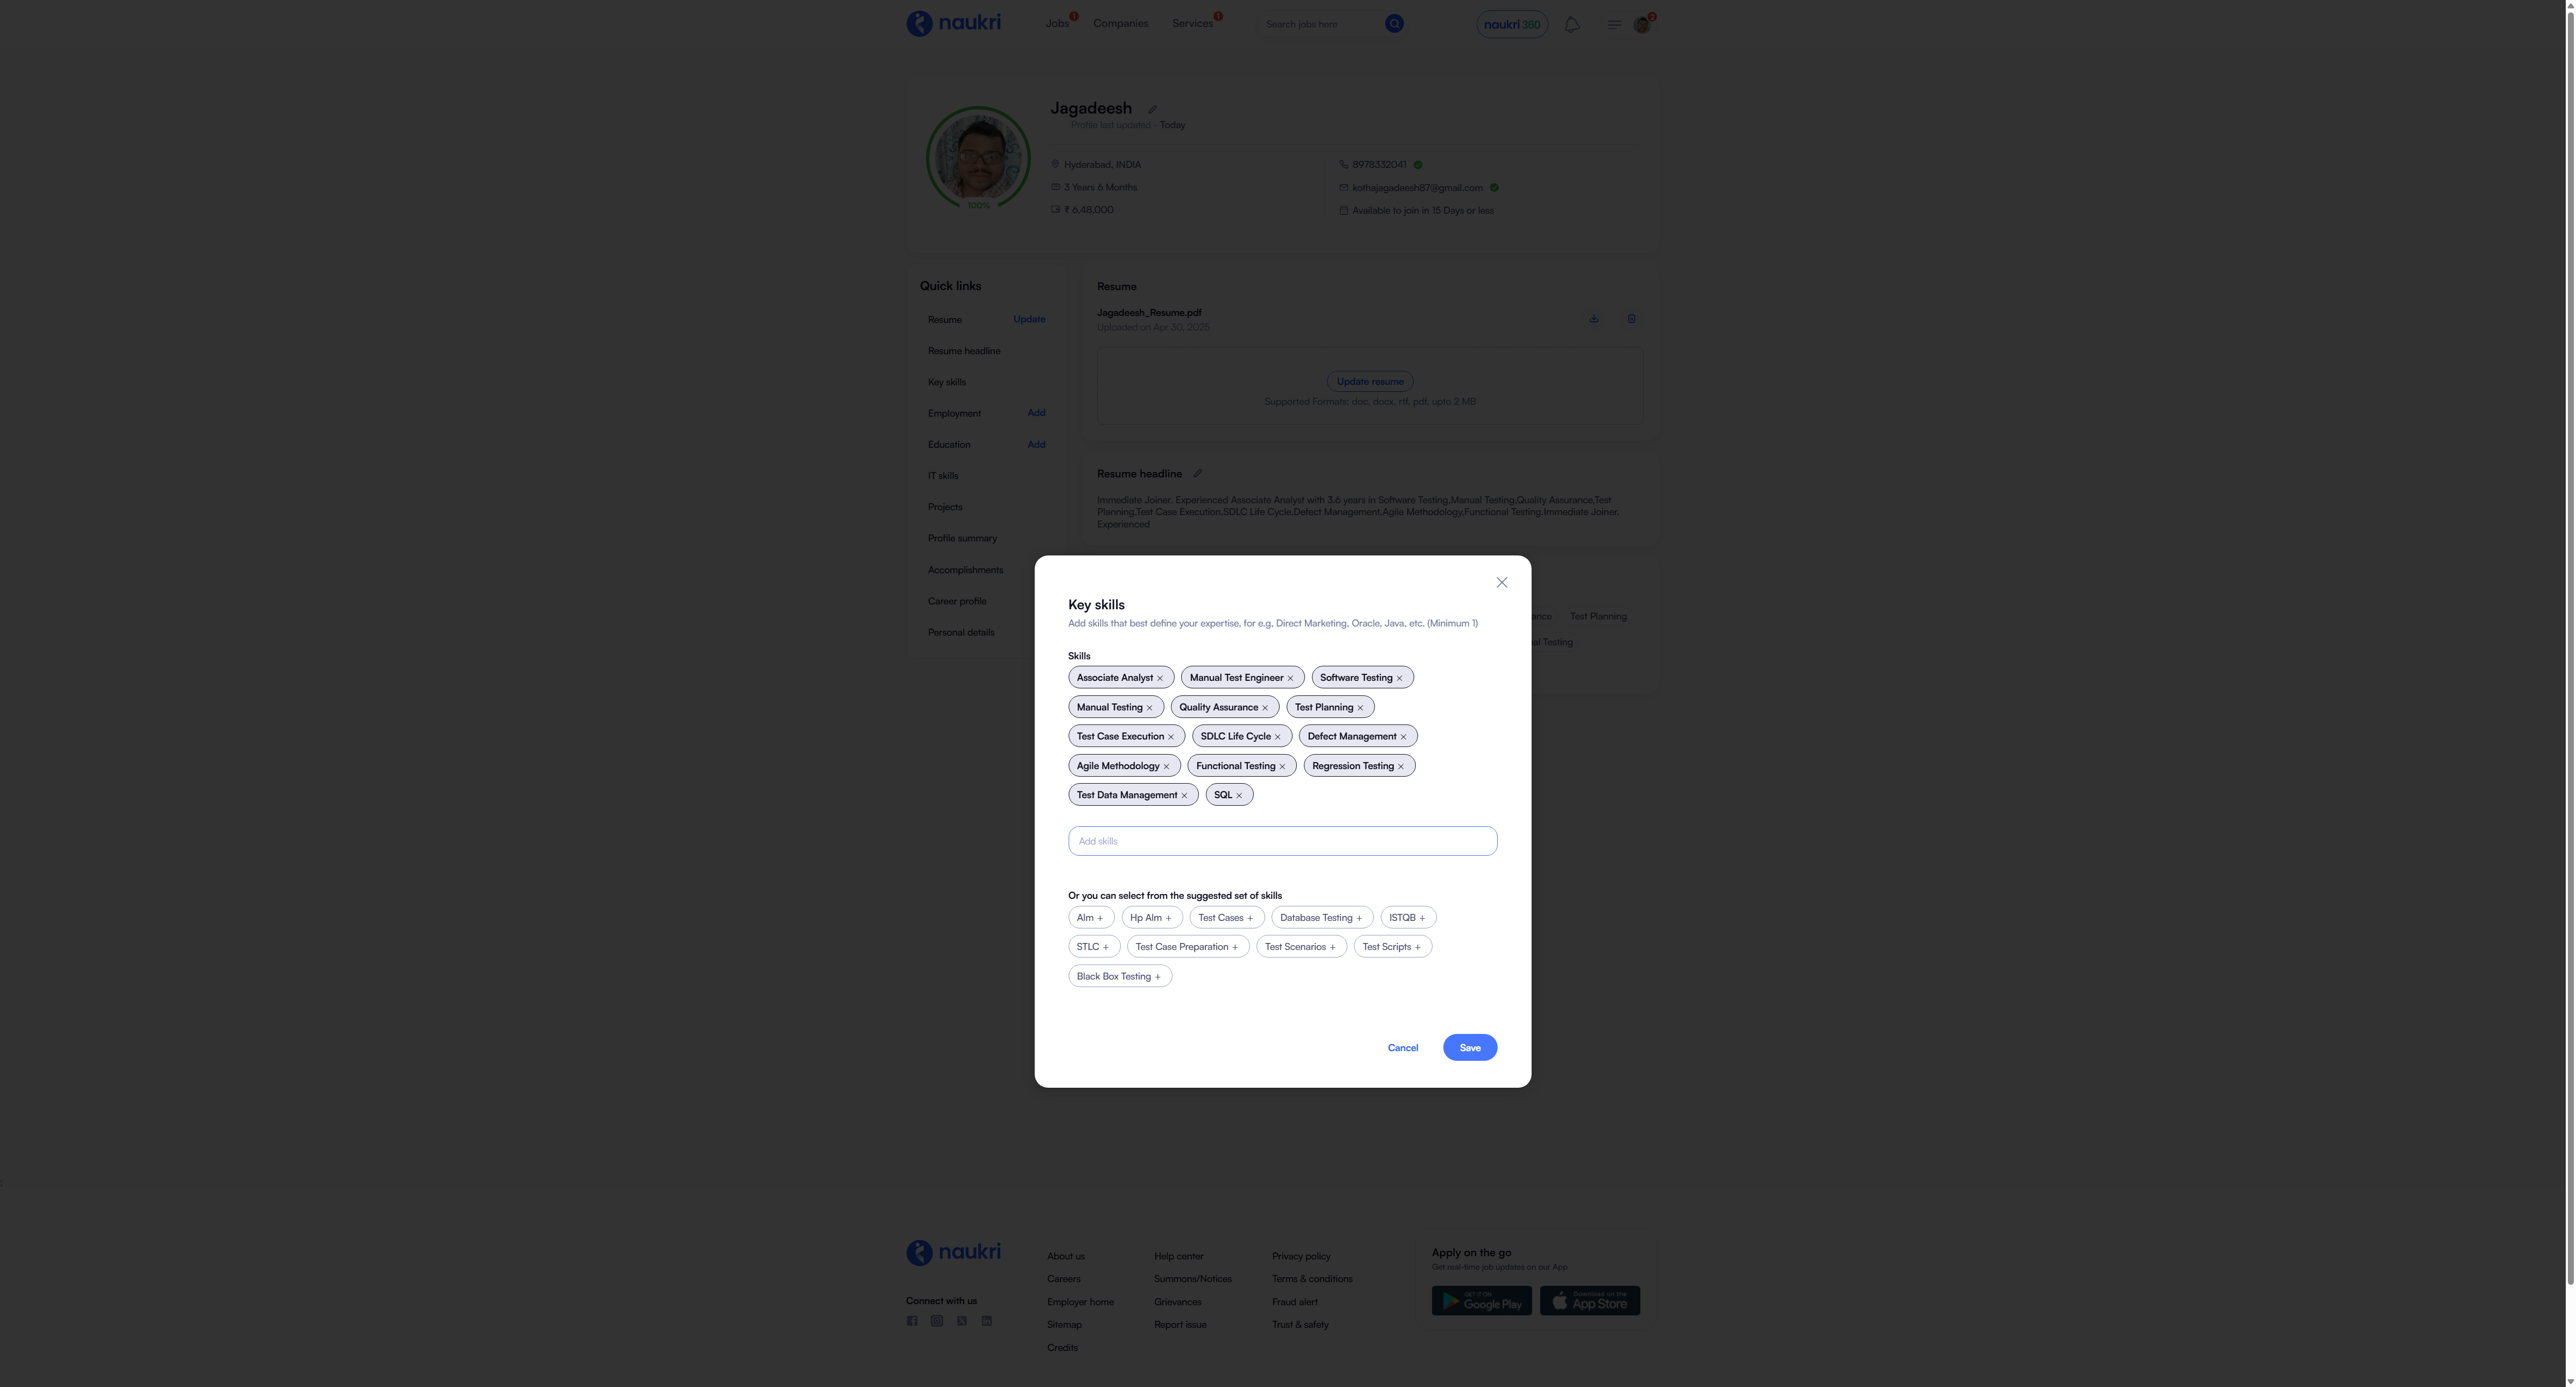 naukri
Jobs 1 Companies Services 1 Search jobs here naukri 360 2
Jagadeesh
Profile last updated - Today
Hyderabad, INDIA 8978332041
3 Years 6 Months kothajagadeesh87@gmail.com
₹ 6,48,000 Available to join in 15 Days or less
100%
Quick links
Resume Update
Resume headline
Key skills
Employment Add
Education Add
IT skills
Projects
Profile summary
Accomplishments
Career profile
Personal details
Resume
Jagadeesh_Resume.pdf
Uploaded on Apr 30, 2025
Update resume
Supported Formats: doc, docx, rtf, pdf, upto 2 MB
Resume headline
Immediate Joiner. Experienced Associate Analyst with 3.6 years in Software Testing,Manual Testing,Quality Assurance,Test
Planning,Test Case Execution,SDLC Life Cycle,Defect Management,Agile Methodology,Functional Testing.Immediate Joiner.
Experienced
ance Test Planning
al Testing
Key skills
Add skills that best define your expertise, for e.g, Direct Marketing, Oracle, Java, etc. (Minimum 1)
Skills
Associate Analyst Manual Test Engineer Software Testing
Manual Testing Quality Assurance Test Planning
Test Case Execution SDLC Life Cycle Defect Management
Agile Methodology Functional Testing Regression Testing
Test Data Management SQL
Add skills
Or you can select from the suggested set of skills
Alm + Hp Alm + Test Cases + Database Testing + ISTQB +
STLC + Test Case Preparation + Test Scenarios + Test Scripts +
Black Box Testing +
Cancel Save
naukri
Connect with us
About us Help center Privacy policy
Careers Summons/Notices Terms & conditions
Employer home Grievances Fraud alert
Sitemap Report issue Trust & safety
Credits
Apply on the go
Get real-time job updates on our App
GET IT ON Google Play
Download on the App Store